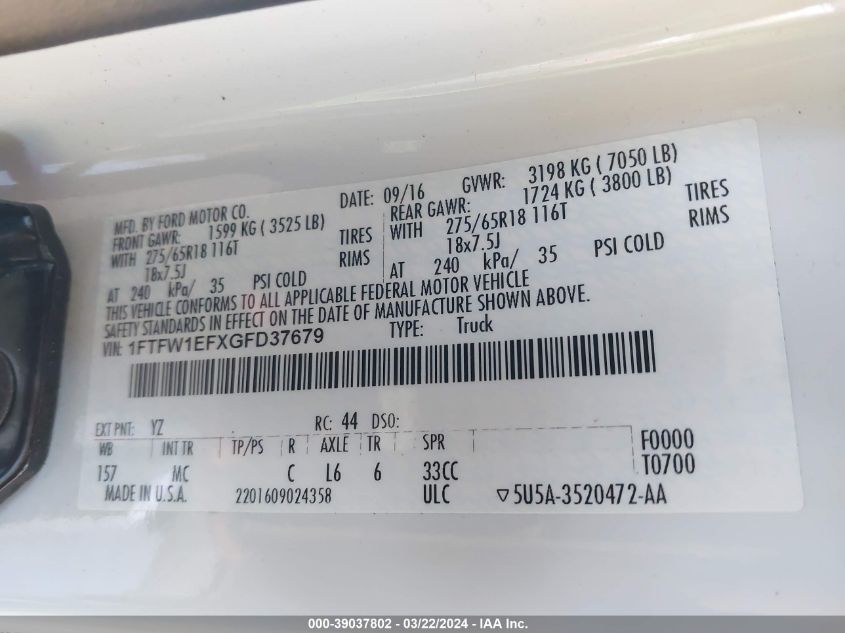 MFD. BY FORD MOTOR CO.
DATE: 09/16 GVWR: 3198 KG ( 7050 LB)
FRONT GAWR: 1599 KG ( 3525 LB)
REAR GAWR: 1724 KG ( 3800 LB)
WITH 275/65R18 116T TIRES
WITH 275/65R18 116T TIRES
18x7.5J RIMS
18x7.5J RIMS
AT 240 kPa/ 35 PSI COLD
AT 240 kPa/ 35 PSI COLD
THIS VEHICLE CONFORMS TO ALL APPLICABLE FEDERAL MOTOR VEHICLE
SAFETY STANDARDS IN EFFECT ON THE DATE OF MANUFACTURE SHOWN ABOVE.
VIN: 1FTFW1EFXGFD37679 TYPE: Truck
EXT PNT: YZ RC: 44 DSO:
WB INT TR TP/PS R AXLE TR SPR F0000
157 MC C L6 6 33CC T0700
MADE IN U.S.A. 2201609024358 ULC ▽5U5A-3520472-AA
000-39037802 - 03/22/2024 - IAA Inc.